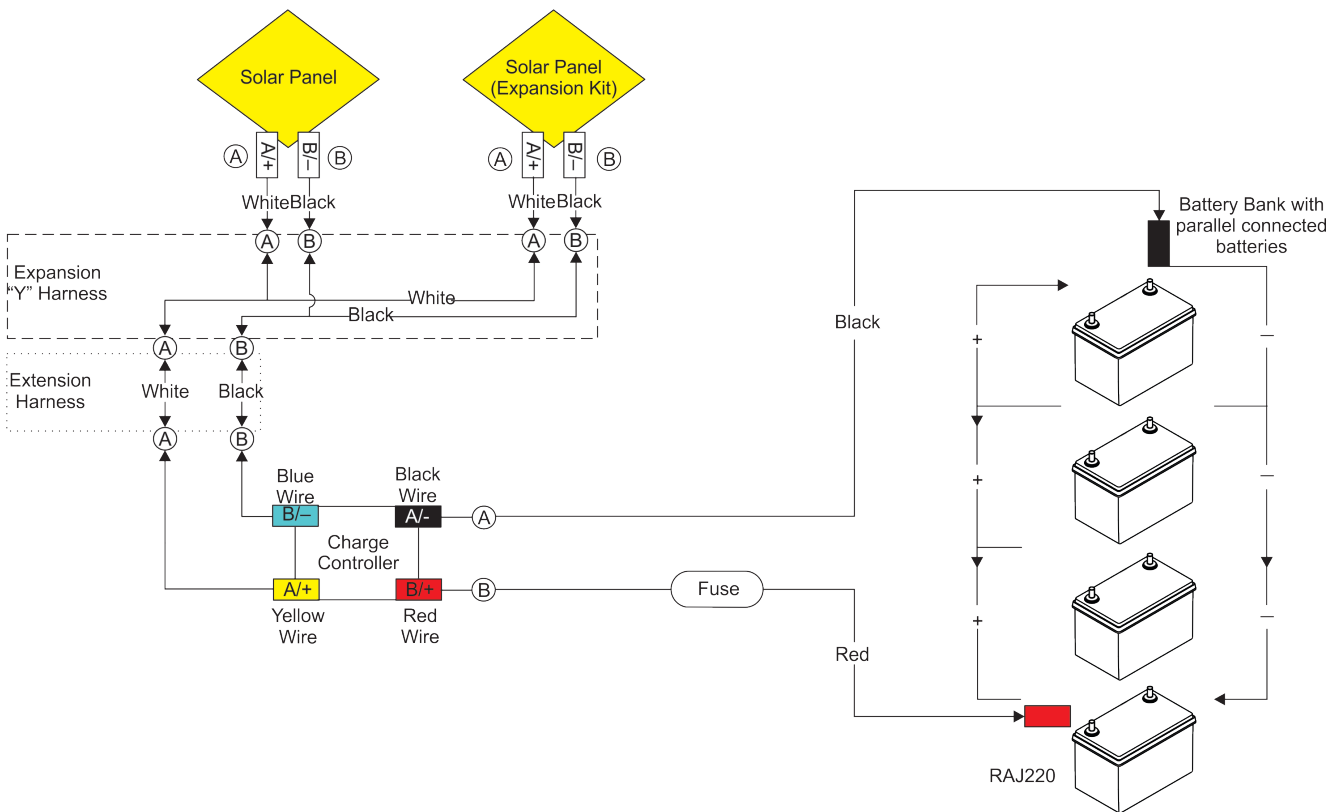 Solar Panel
Solar Panel
(Expansion Kit)
A/+
B/–
A
B
A/+
B/–
A
B
White
Black
White
Black
A
B
A
B
Expansion
“Y” Harness
White
Black
A
B
Extension
Harness
White
Black
A
B
Blue
Wire
B/–
Black
Wire
A/-
A
Charge
Controller
A/+
Yellow
Wire
B/+
Red
Wire
B
Fuse
Black
Red
Battery Bank with
parallel connected
batteries
+
–
+
–
+
–
RAJ220